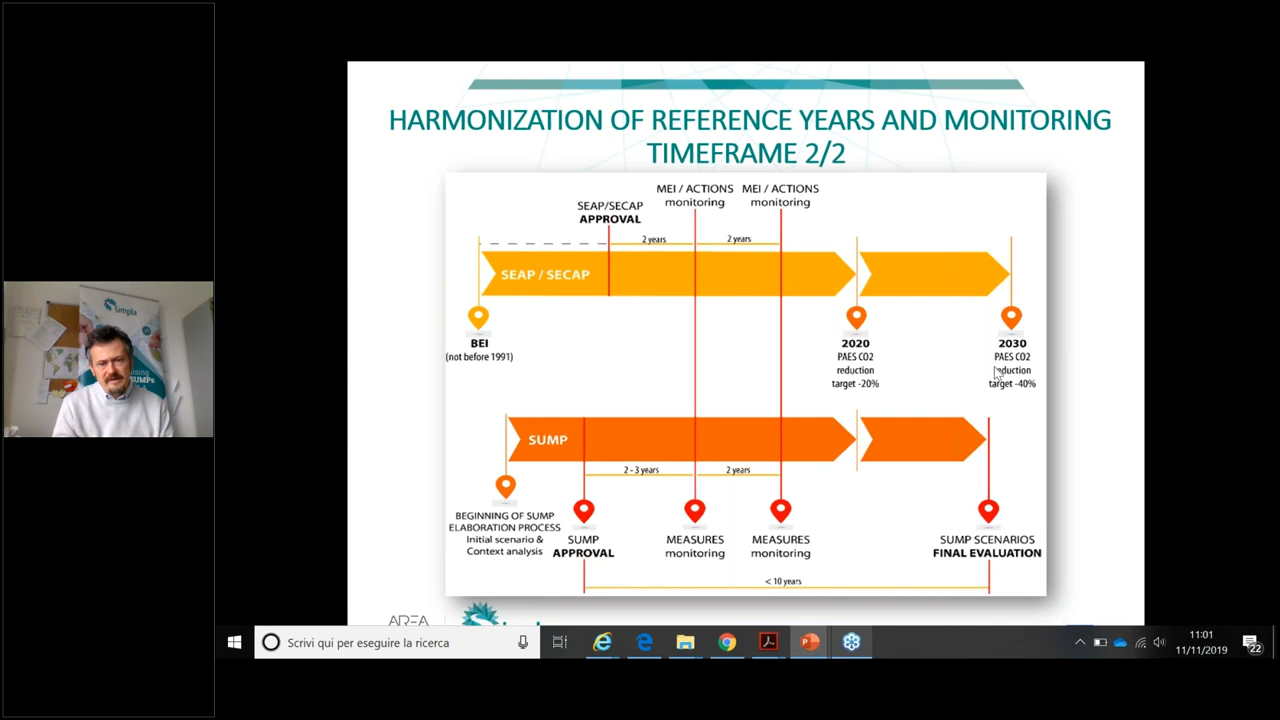 HARMONIZATION OF REFERENCE YEARS AND MONITORING
TIMEFRAME 2/2
MEI / ACTIONS
monitoring
MEI / ACTIONS
monitoring
SEAP/SECAP
APPROVAL
2 years
2 years
SEAP / SECAP
BEI
(not before 1991)
2020
PAES CO2
reduction
target -20%
2030
PAES CO2
reduction
target -40%
SUMP
2 - 3 years
2 years
BEGINNING OF SUMP
ELABORATION PROCESS
Initial scenario &
Context analysis
SUMP
APPROVAL
MEASURES
monitoring
MEASURES
monitoring
SUMP SCENARIOS
FINAL EVALUATION
< 10 years
AREA
simpla
SUMPs
Scrivi qui per eseguire la ricerca
11:01
11/11/2019
22